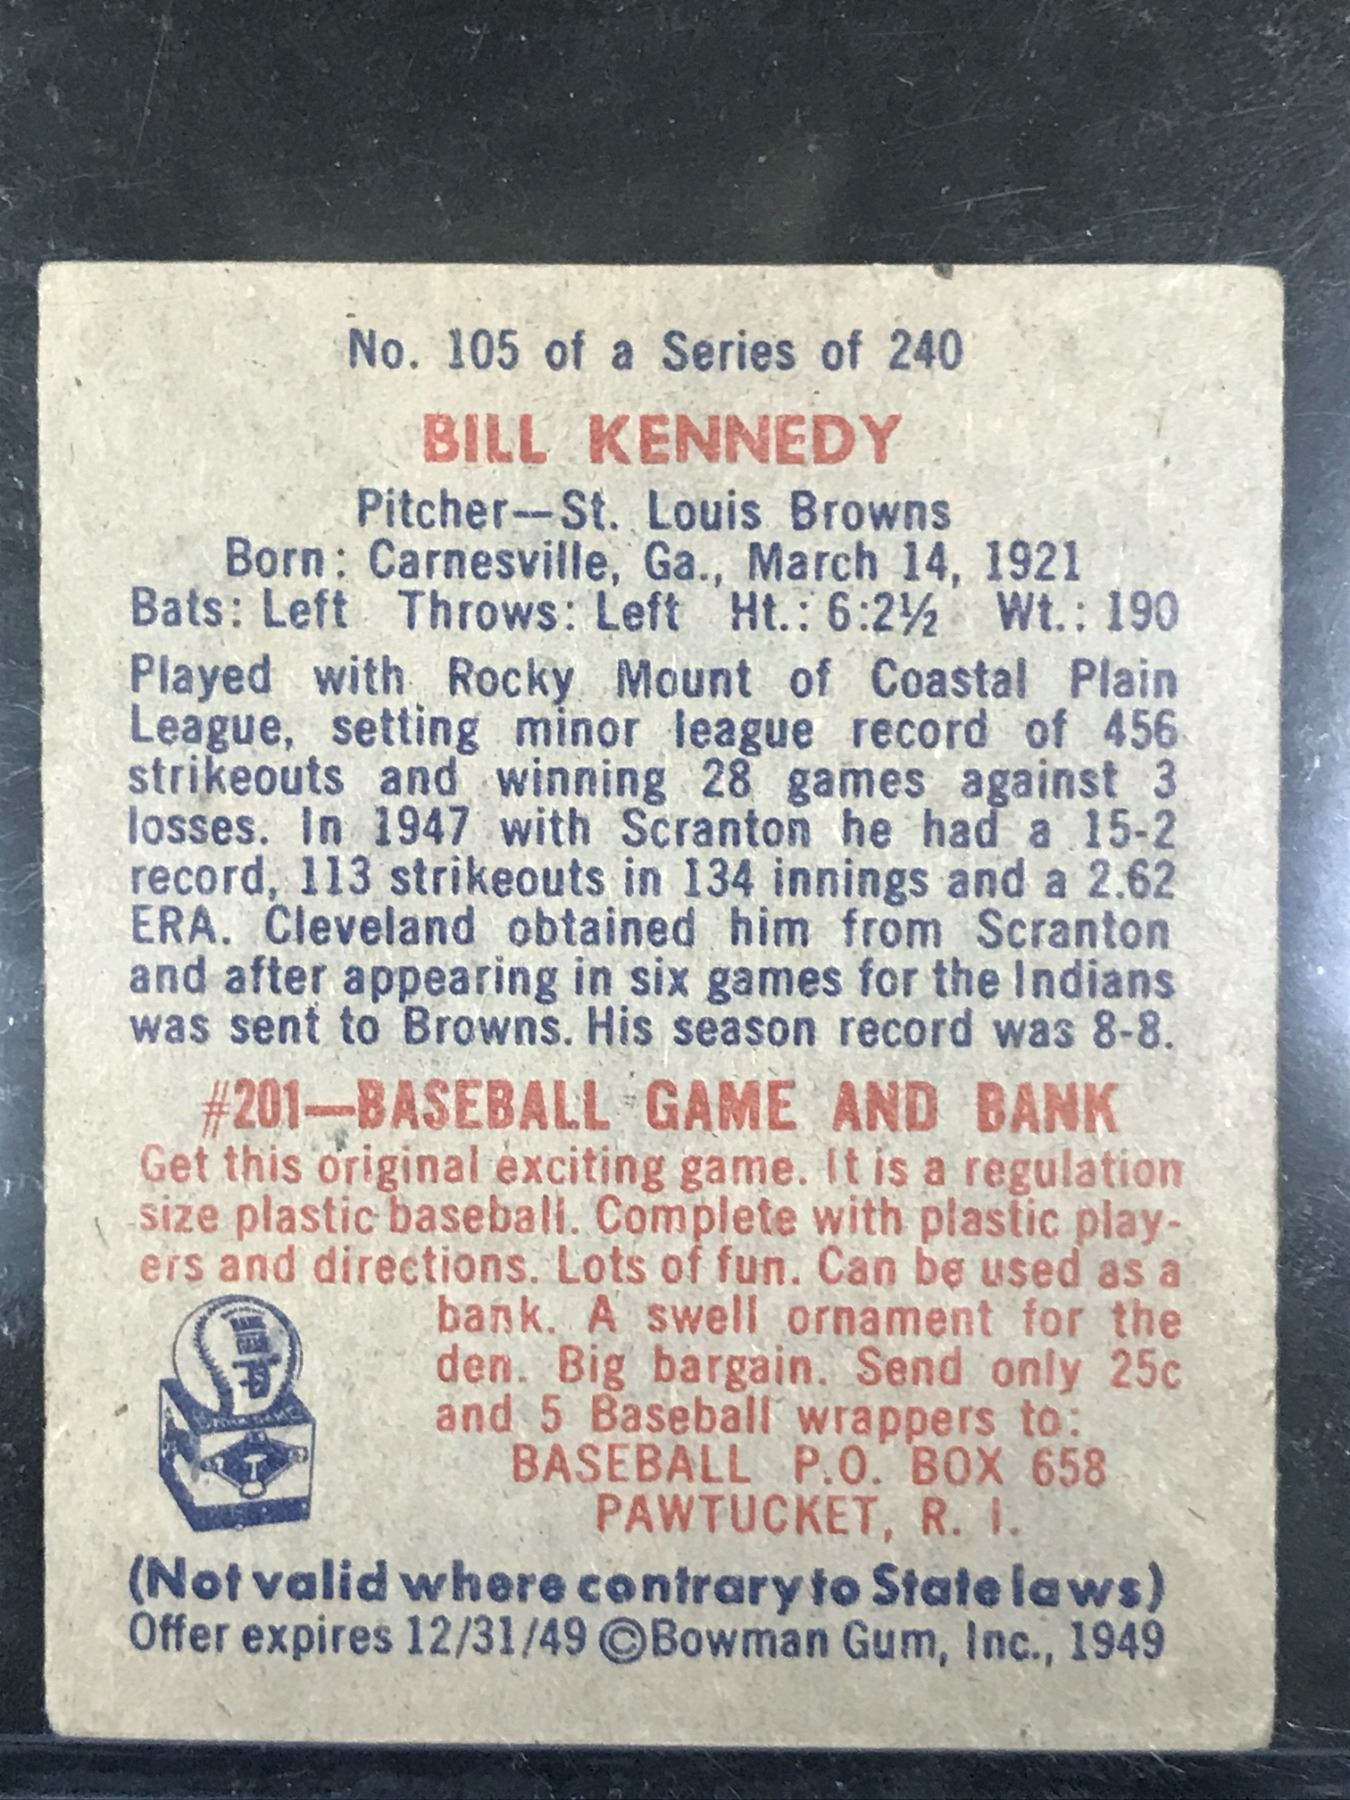 No. 105 of a Series of 240
BILL KENNEDY
Pitcher—St. Louis Browns
Born: Carnesville, Ga., March 14, 1921
Bats: Left Throws: Left Ht.: 6:2½ Wt.: 190
Played with Rocky Mount of Coastal Plain
League, setting minor league record of 456
strikeouts and winning 28 games against 3
losses. In 1947 with Scranton he had a 15-2
record, 113 strikeouts in 134 innings and a 2.62
ERA. Cleveland obtained him from Scranton
and after appearing in six games for the Indians
was sent to Browns. His season record was 8-8.
#201—BASEBALL GAME AND BANK
Get this original exciting game. It is a regulation
size plastic baseball. Complete with plastic play-
ers and directions. Lots of fun. Can be used as a
bank. A swell ornament for the
den. Big bargain. Send only 25c
and 5 Baseball wrappers to:
BASEBALL P.O. BOX 658
PAWTUCKET, R. I.
(Not valid where contrary to State laws)
Offer expires 12/31/49 ©Bowman Gum, Inc., 1949